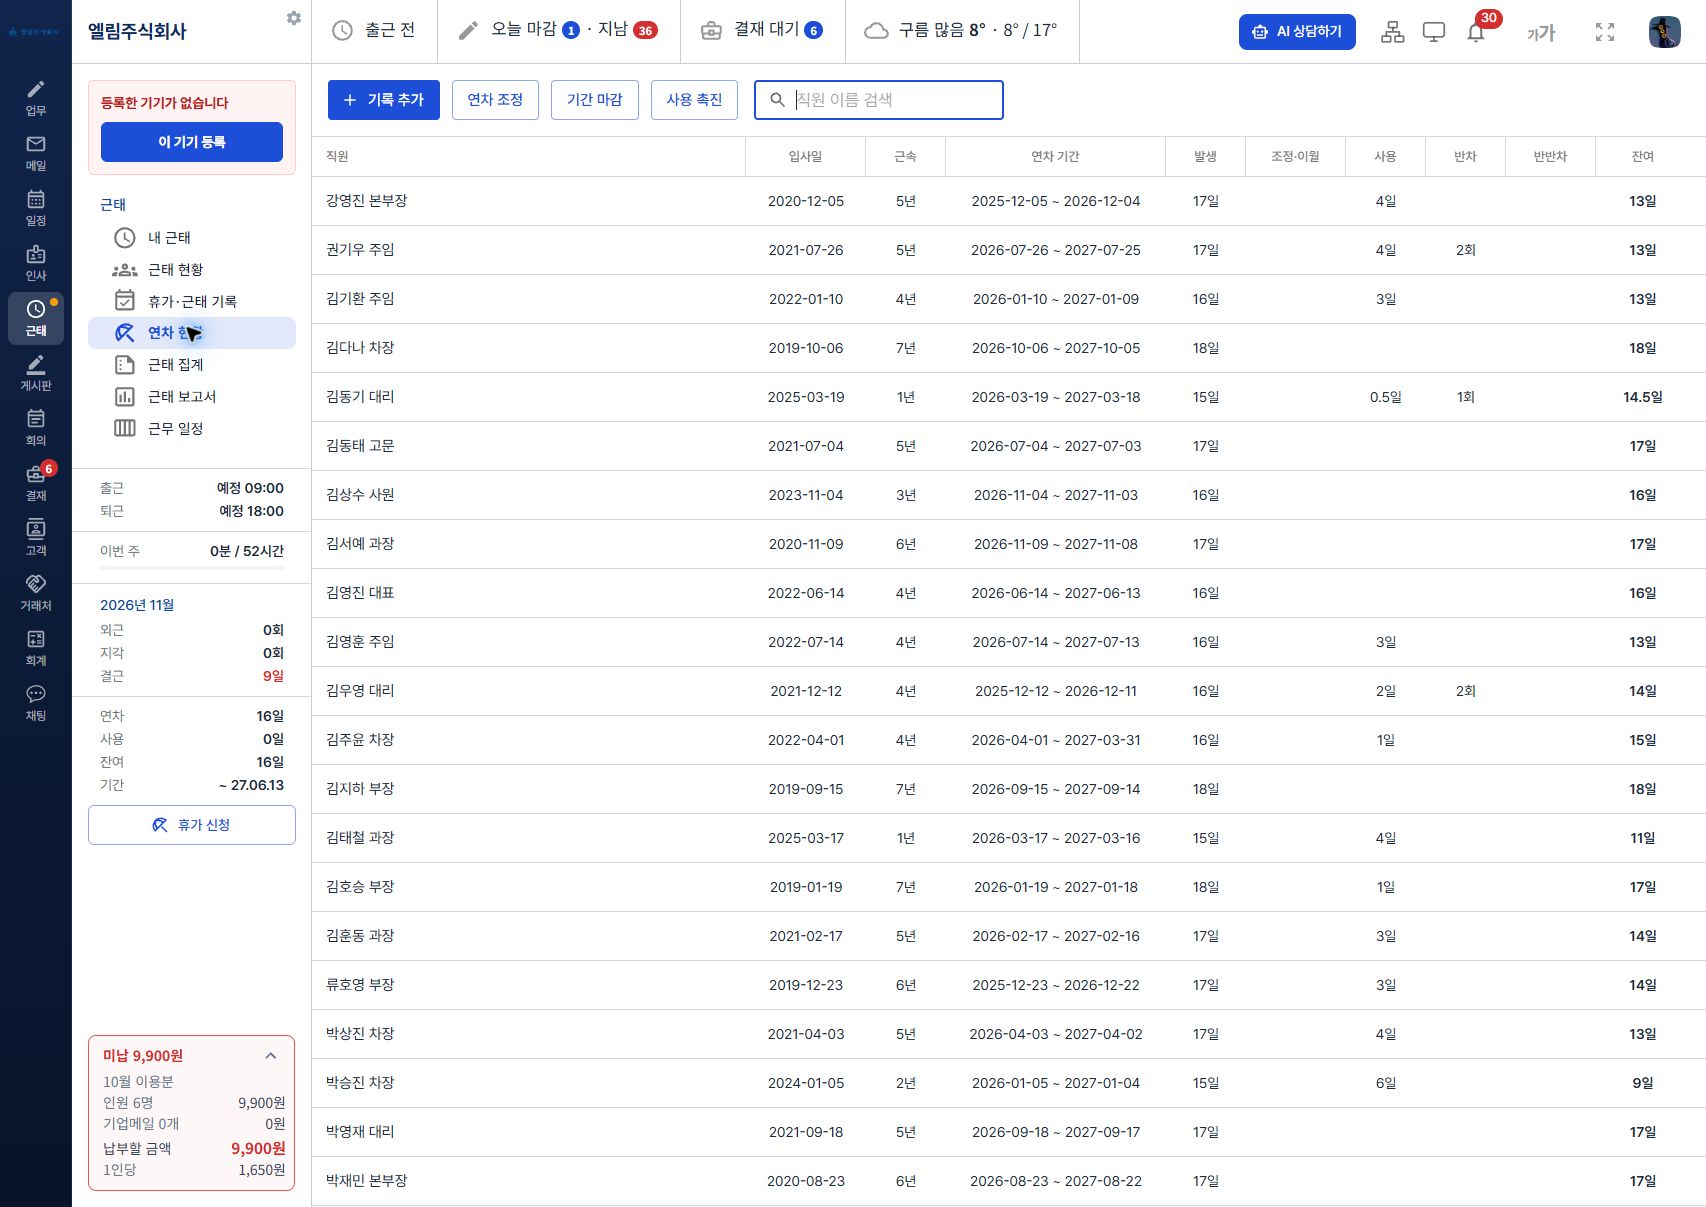 엘림주식회사
엘림주식회사
출근 전
오늘 마감 1 · 지남 36
결재 대기 6
구름 많음 8° · 8° / 17°
AI 상담하기
30
가가
업무
메일
일정
인사
근태
게시판
회의
결재 6
고객
거래처
회계
채팅
등록한 기기가 없습니다
이 기기 등록
근태
내 근태
근태 현황
휴가·근태 기록
연차 현황
근태 집계
근태 보고서
근무 일정
출근 예정 09:00
퇴근 예정 18:00
이번 주 0분 / 52시간
2026년 11월
외근 0회
지각 0회
결근 9일
연차 16일
사용 0일
잔여 16일
기간 ~ 27.06.13
휴가 신청
미납 9,900원
10월 이용분
인원 6명 9,900원
기업메일 0개 0원
납부할 금액 9,900원
1인당 1,650원
기록 추가
연차 조정
기간 마감
사용 촉진
직원 이름 검색
직원 입사일 근속 연차 기간 발생 조정·이월 사용 반차 반반차 잔여
강영진 본부장 2020-12-05 5년 2025-12-05 ~ 2026-12-04 17일 4일 13일
권기우 주임 2021-07-26 5년 2026-07-26 ~ 2027-07-25 17일 4일 2회 13일
김기환 주임 2022-01-10 4년 2026-01-10 ~ 2027-01-09 16일 3일 13일
김다나 차장 2019-10-06 7년 2026-10-06 ~ 2027-10-05 18일 18일
김동기 대리 2025-03-19 1년 2026-03-19 ~ 2027-03-18 15일 0.5일 1회 14.5일
김동태 고문 2021-07-04 5년 2026-07-04 ~ 2027-07-03 17일 17일
김상수 사원 2023-11-04 3년 2026-11-04 ~ 2027-11-03 16일 16일
김서예 과장 2020-11-09 6년 2026-11-09 ~ 2027-11-08 17일 17일
김영진 대표 2022-06-14 4년 2026-06-14 ~ 2027-06-13 16일 16일
김영훈 주임 2022-07-14 4년 2026-07-14 ~ 2027-07-13 16일 3일 13일
김우영 대리 2021-12-12 4년 2025-12-12 ~ 2026-12-11 16일 2일 2회 14일
김주윤 차장 2022-04-01 4년 2026-04-01 ~ 2027-03-31 16일 1일 15일
김지하 부장 2019-09-15 7년 2026-09-15 ~ 2027-09-14 18일 18일
김태철 과장 2025-03-17 1년 2026-03-17 ~ 2027-03-16 15일 4일 11일
김호승 부장 2019-01-19 7년 2026-01-19 ~ 2027-01-18 18일 1일 17일
김훈동 과장 2021-02-17 5년 2026-02-17 ~ 2027-02-16 17일 3일 14일
류호영 부장 2019-12-23 6년 2025-12-23 ~ 2026-12-22 17일 3일 14일
박상진 차장 2021-04-03 5년 2026-04-03 ~ 2027-04-02 17일 4일 13일
박승진 차장 2024-01-05 2년 2026-01-05 ~ 2027-01-04 15일 6일 9일
박영재 대리 2021-09-18 5년 2026-09-18 ~ 2027-09-17 17일 17일
박재민 본부장 2020-08-23 6년 2026-08-23 ~ 2027-08-22 17일 17일